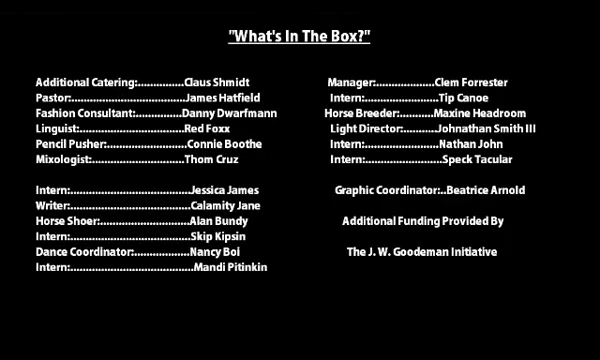 "What's In The Box?"
Additional Catering:...............Claus Shmidt
Pastor:.....................................James Hatfield
Fashion Consultant:...............Danny Dwarfmann
Linguist:...................................Red Foxx
Pencil Pusher:..........................Connie Boothe
Mixologist:..............................Thom Cruz
Intern:.......................................Jessica James
Writer:.......................................Calamity Jane
Horse Shoer:.............................Alan Bundy
Intern:.......................................Skip Kipsin
Dance Coordinator:..................Nancy Boi
Intern:........................................Mandi Pitinkin
Manager:...................Clem Forrester
Intern:........................Tip Canoe
Horse Breeder:...........Maxine Headroom
Light Director:...........Johnathan Smith III
Intern:........................Nathan John
Intern:.........................Speck Tacular
Graphic Coordinator:..Beatrice Arnold
Additional Funding Provided By
The J. W. Goodeman Initiative